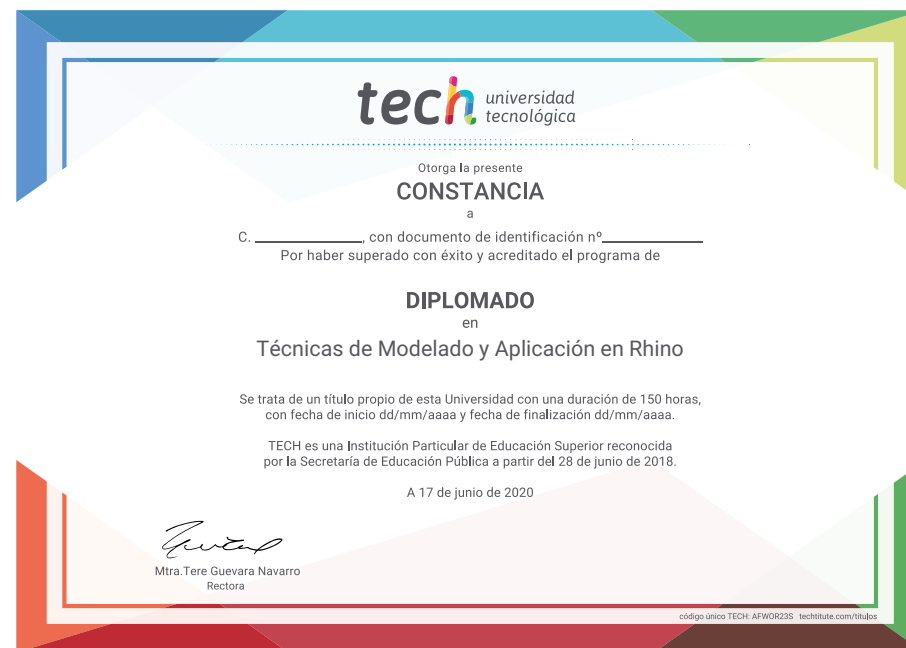 tech universidad
tecnológica
Otorga la presente
CONSTANCIA
a
C. ____________, con documento de identificación nº____________
Por haber superado con éxito y acreditado el programa de
DIPLOMADO
en
Técnicas de Modelado y Aplicación en Rhino
Se trata de un título propio de esta Universidad con una duración de 150 horas,
con fecha de inicio dd/mm/aaaa y fecha de finalización dd/mm/aaaa.
TECH es una Institución Particular de Educación Superior reconocida
por la Secretaría de Educación Pública a partir del 28 de junio de 2018.
A 17 de junio de 2020
Mtra.Tere Guevara Navarro
Rectora
código único TECH: AFWOR23S techtitute.com/titulos